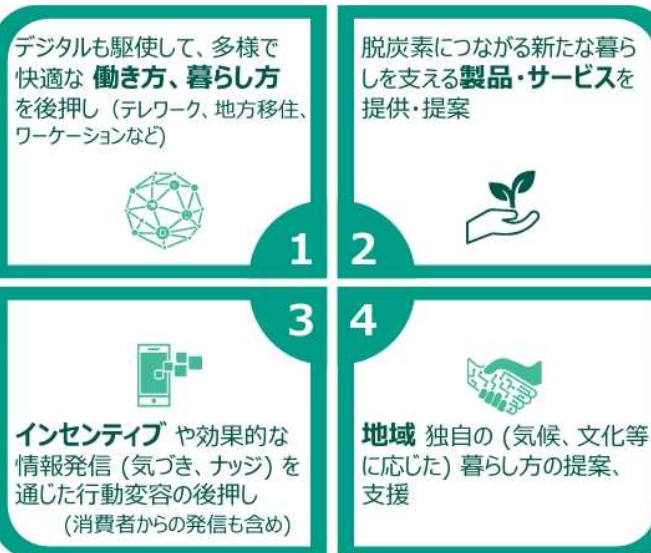 デジタルも駆使して、多様で
快適な 働き方、暮らし方
を後押し（テレワーク、地方移住、
ワーケーションなど）
1
脱炭素につながる新たな暮ら
しを支える製品・サービスを
提供・提案
2
3
インセンティブ や効果的な
情報発信 (気づき、ナッジ) を
通じた行動変容の後押し
(消費者からの発信も含め)
4
地域 独自の (気候、文化等
に応じた) 暮らし方の提案、
支援